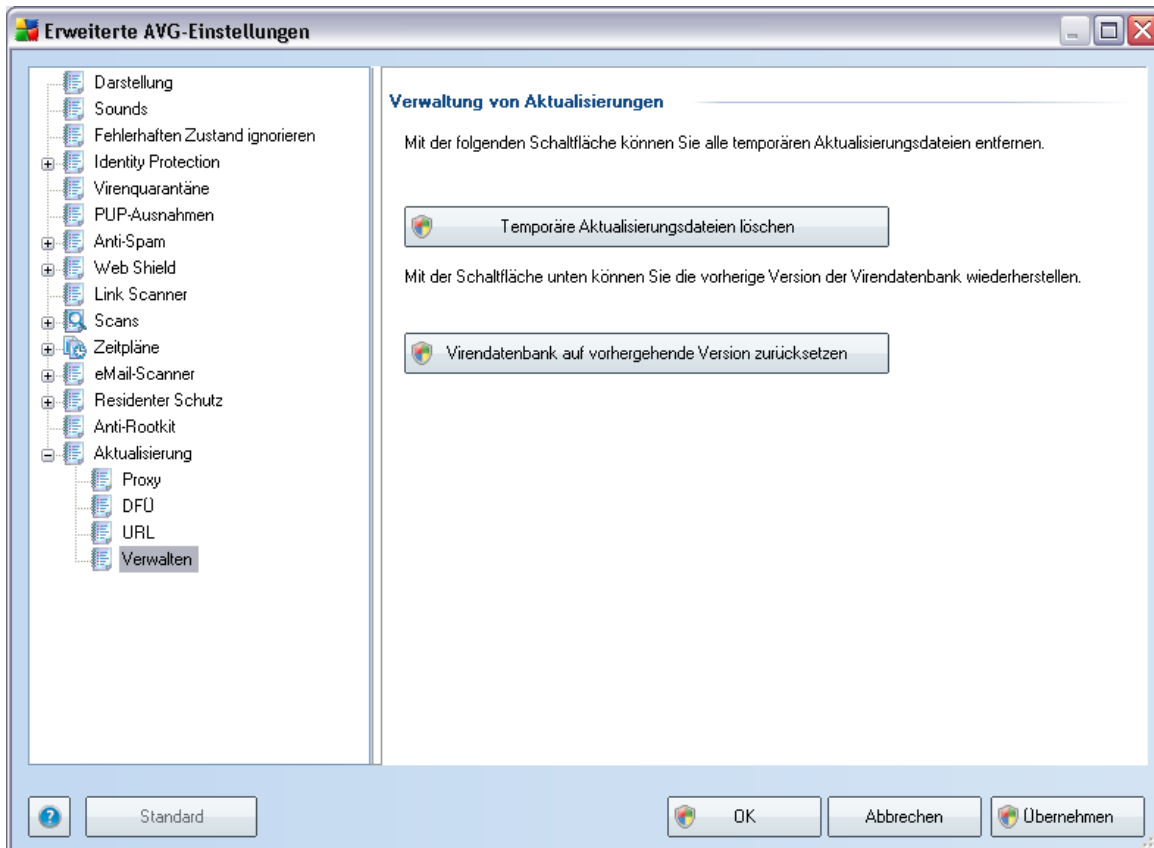 Erweiterte AVG-Einstellungen
Darstellung
Sounds
Fehlerhaften Zustand ignorieren
Identity Protection
Virenquarantäne
PUP-Ausnahmen
Anti-Spam
Web Shield
Link Scanner
Scans
Zeitpläne
eMail-Scanner
Residenter Schutz
Anti-Rootkit
Aktualisierung
Proxy
DFÜ
URL
Verwalten
Verwaltung von Aktualisierungen
Mit der folgenden Schaltfläche können Sie alle temporären Aktualisierungsdateien entfernen.
Temporäre Aktualisierungsdateien löschen
Mit der Schaltfläche unten können Sie die vorherige Version der Virendatenbank wiederherstellen.
Virendatenbank auf vorhergehende Version zurücksetzen
Standard
OK
Abbrechen
Übernehmen